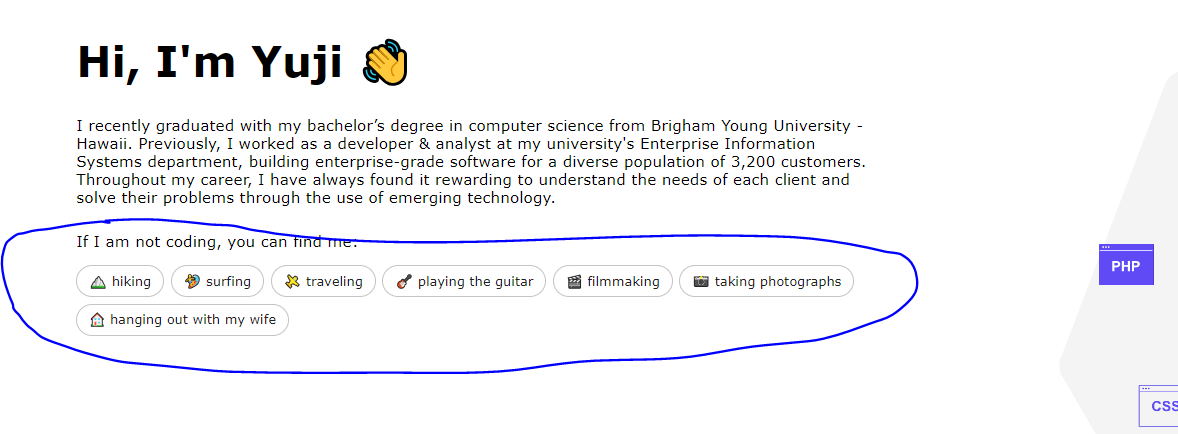 Hi, I'm Yuji 👋
I recently graduated with my bachelor’s degree in computer science from Brigham Young University -
Hawaii. Previously, I worked as a developer & analyst at my university's Enterprise Information
Systems department, building enterprise-grade software for a diverse population of 3,200 customers.
Throughout my career, I have always found it rewarding to understand the needs of each client and
solve their problems through the use of emerging technology.
If I am not coding, you can find me:
hiking surfing traveling playing the guitar filmmaking taking photographs
hanging out with my wife
PHP
CSS